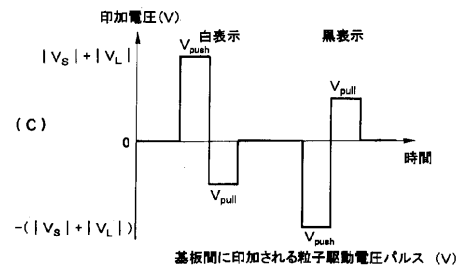 印加電圧(V)
白表示
黒表示
|VS|+|VL|
Vpush
Vpull
(C)
0
時間
Vpull
-(|VS|+|VL|)
Vpush
基板間に印加される粒子駆動電圧パルス (V)